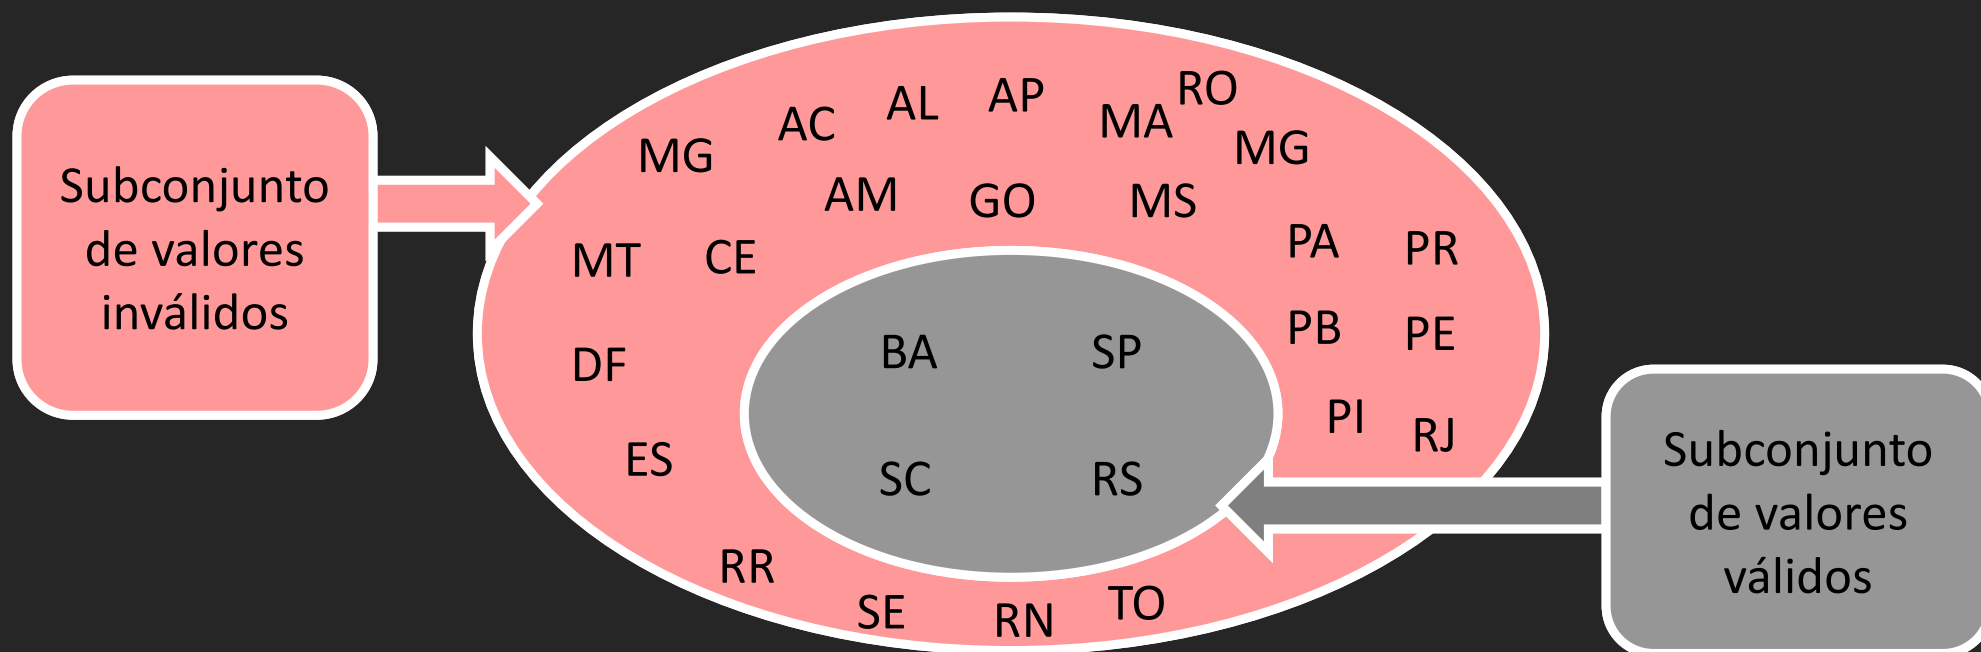 Subconjunto
de valores
inválidos
RO
AP
AL
MA
AC
MG
MG
AM
GO
MS
PA
PR
CE
MT
PB
PE
BA
SP
DF
PI
RJ
ES
SC
RS
Subconjunto
de valores
válidos
RR
TO
SE
RN